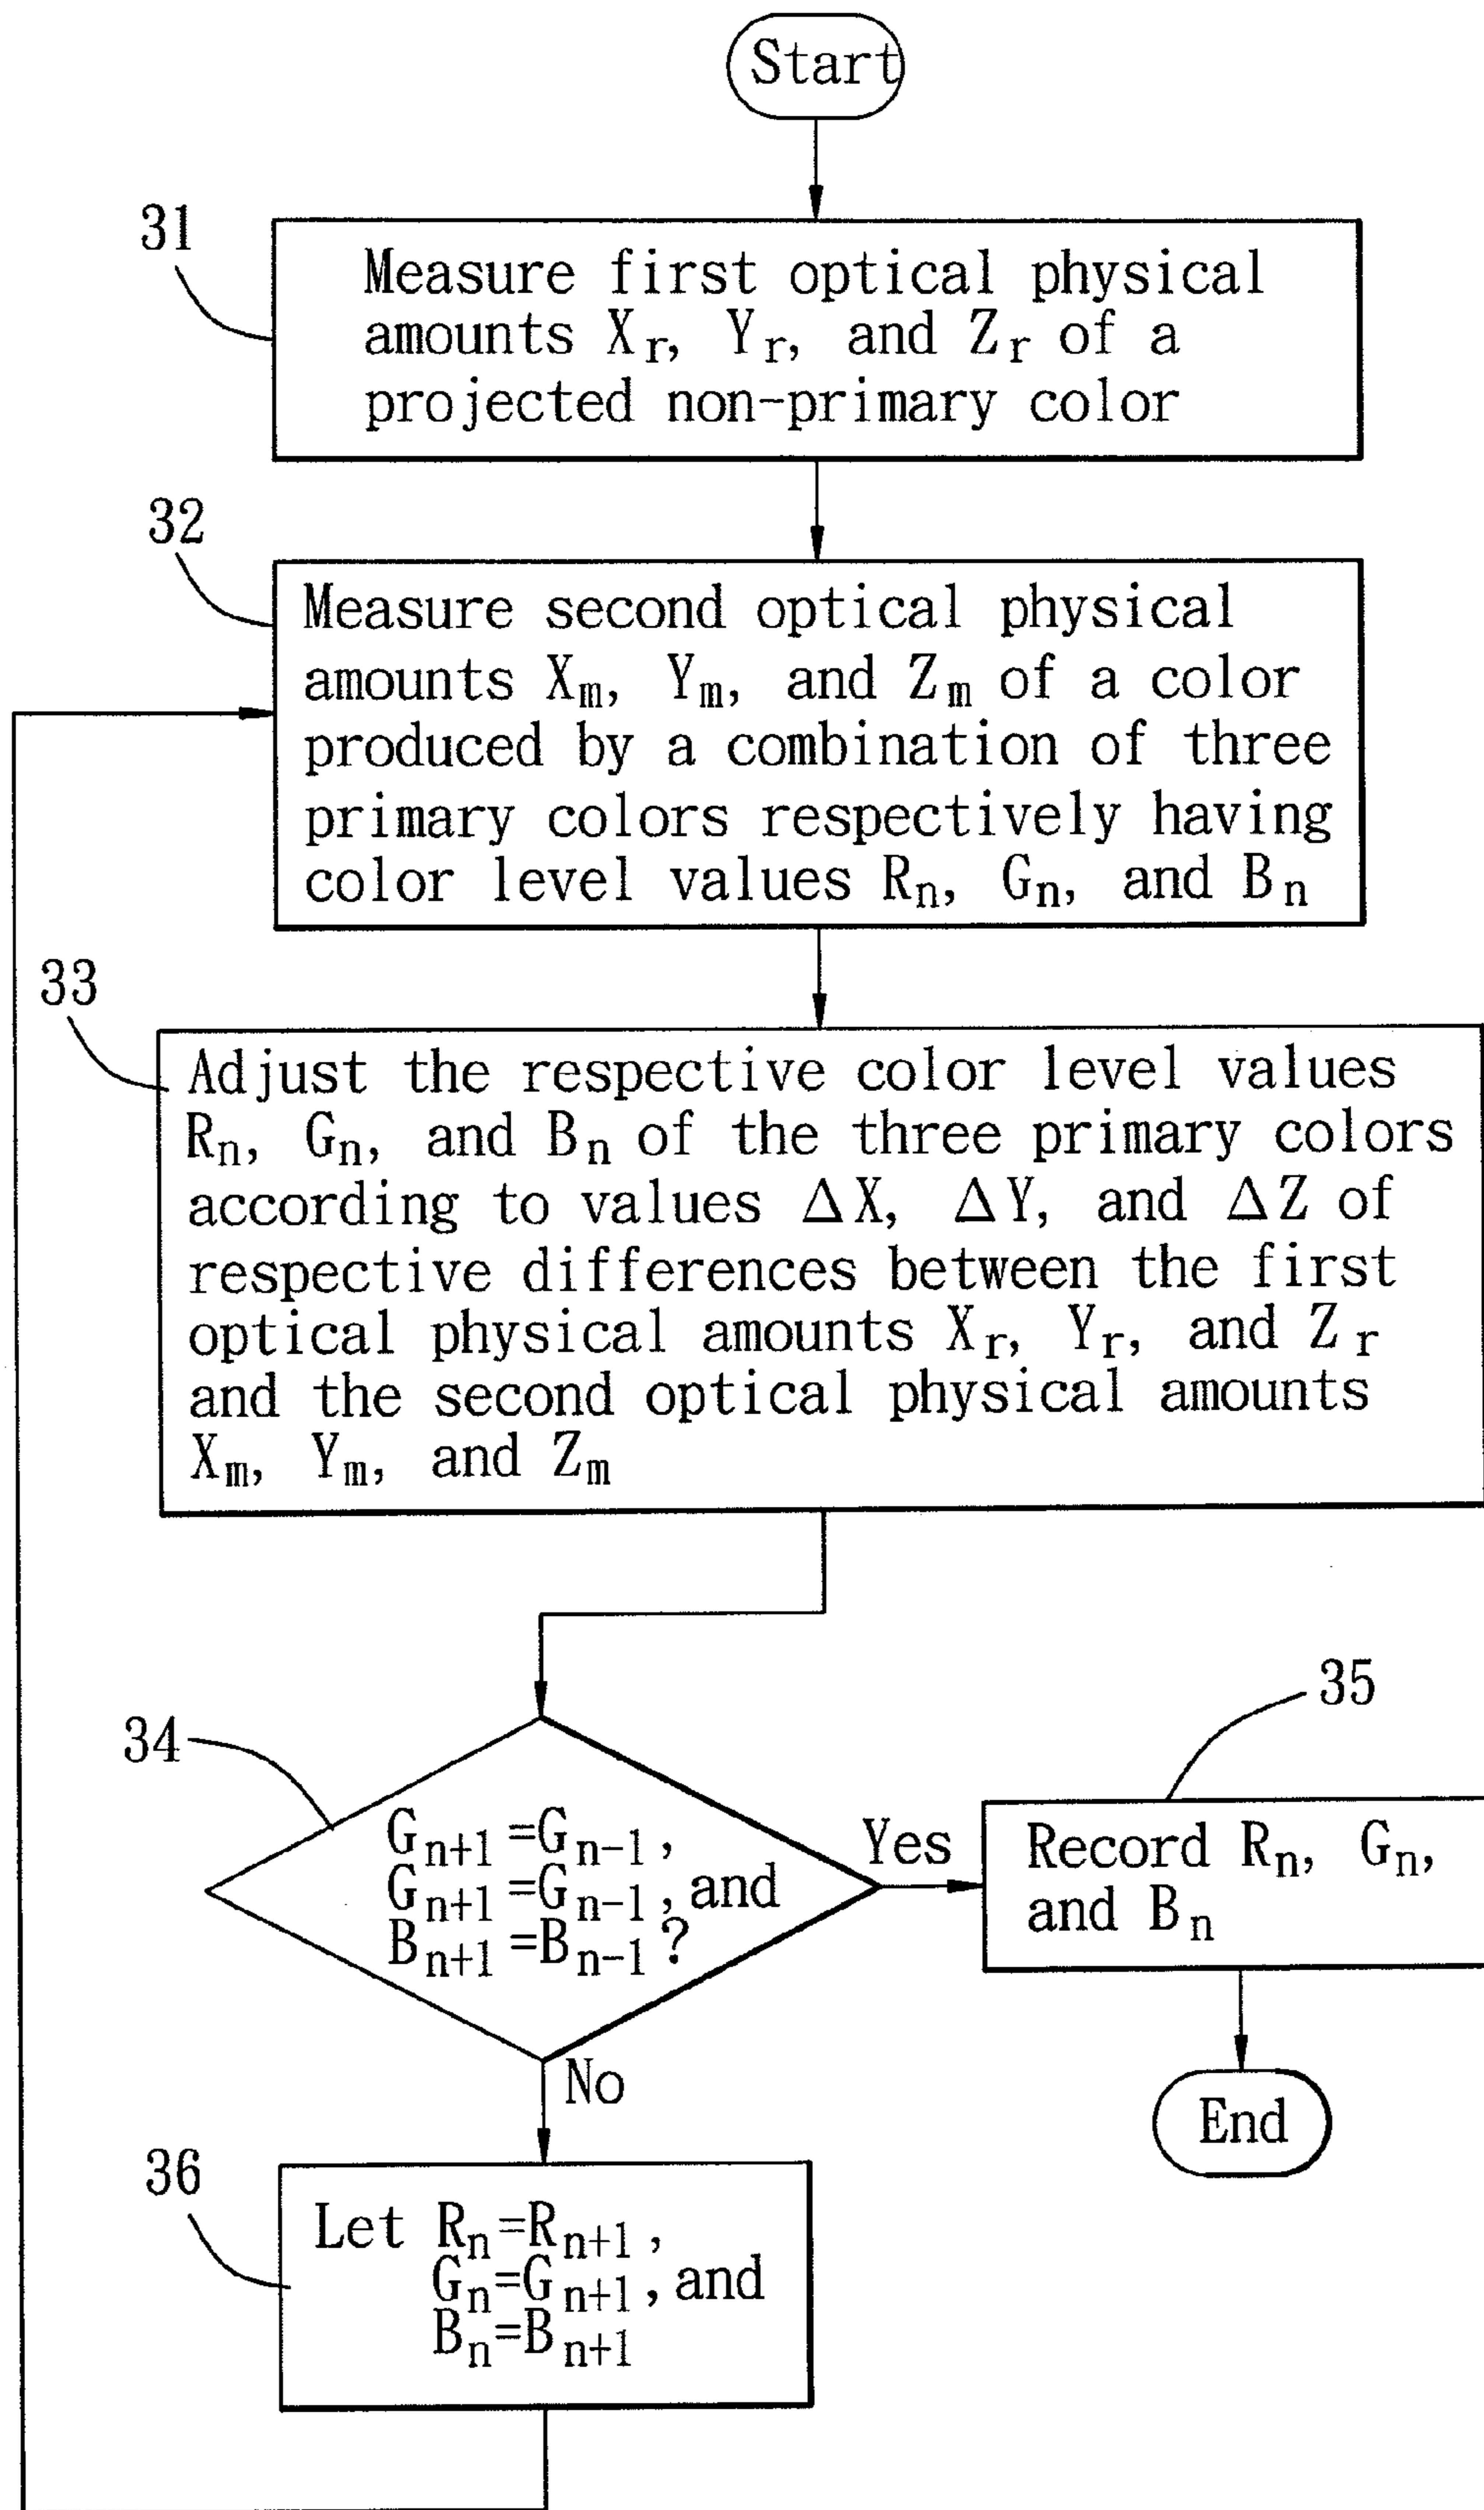 Start
31
Measure first optical physical
amounts Xr, Yr, and Zr of a
projected non-primary color
32
Measure second optical physical
amounts Xm, Ym, and Zm of a color
produced by a combination of three
primary colors respectively having
color level values Rn, Gn, and Bn
33
Adjust the respective color level values
Rn, Gn, and Bn of the three primary colors
according to values ΔX, ΔY, and ΔZ of
respective differences between the first
optical physical amounts Xr, Yr, and Zr
and the second optical physical amounts
Xm, Ym, and Zm
34
Gn+1=Gn-1,
Gn+1=Gn-1, and
Bn+1=Bn-1?
Yes
35
Record Rn, Gn,
and Bn
No
End
36
Let Rn=Rn+1,
Gn=Gn+1, and
Bn=Bn+1